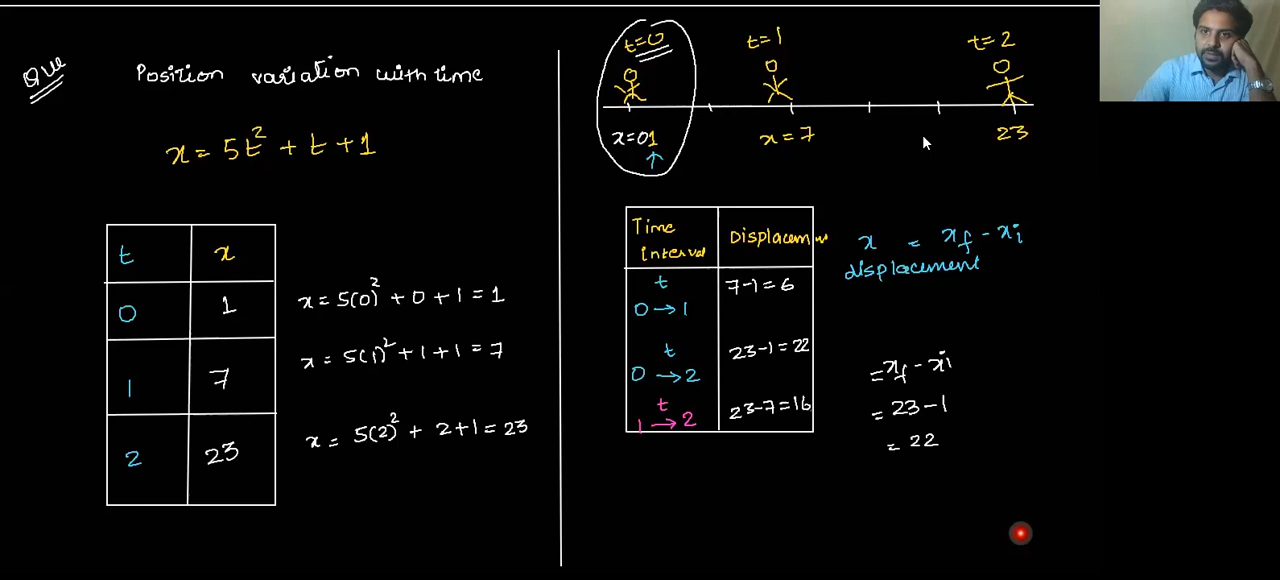 Que
Position variation with time
x = 5t² + t + 1
t x
0 1
1 7
2 23
x = 5(0)² + 0 + 1 = 1
x = 5(1)² + 1 + 1 = 7
x = 5(2)² + 2 + 1 = 23
t=0 t=1 t=2
x=01 x=7 23
Time Interval Displacement
t
0→1 7-1=6
t
0→2 23-1=22
t
1→2 23-7=16
x = xf - xi
displacement
= xf - xi
= 23-1
= 22